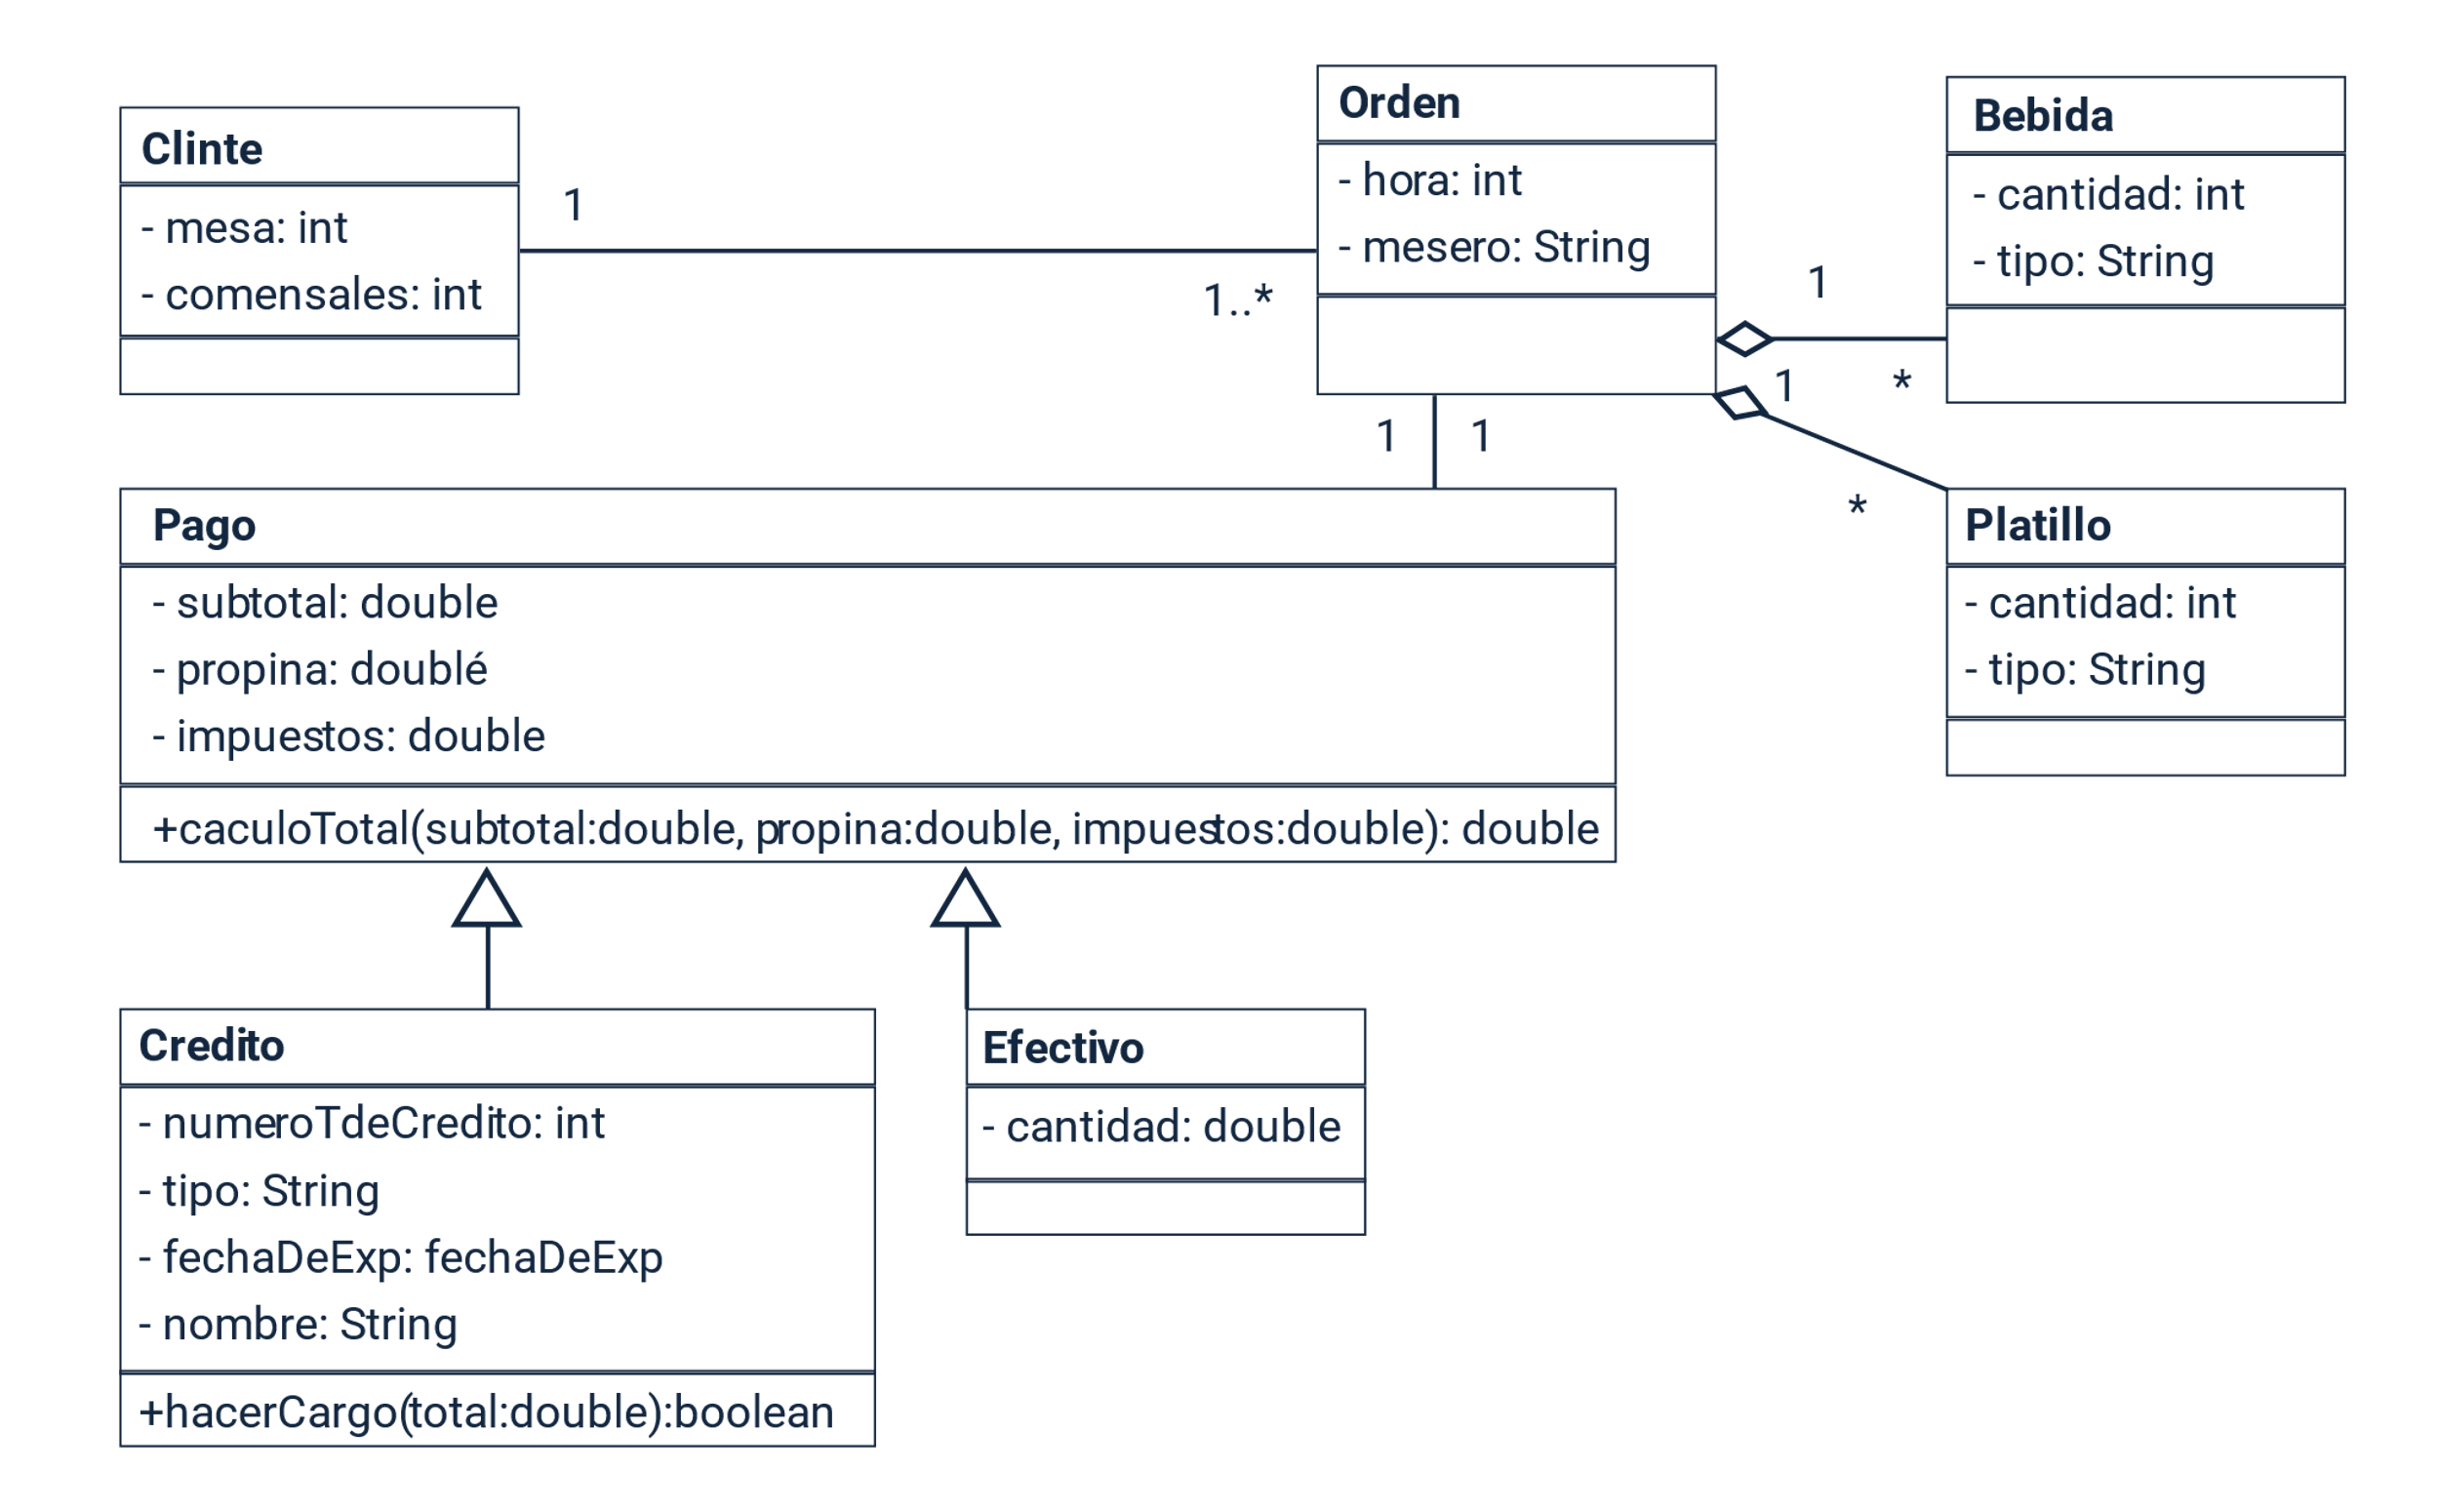 Clinte
- mesa: int
- comensales: int
1
1..*
Orden
- hora: int
- mesero: String
1
*
Bebida
- cantidad: int
- tipo: String
1
*
1
1
Pago
- subtotal: double
- propina: doublé
- impuestos: double
+caculoTotal(subtotal:double, propina:double, impuestos:double): double
Platillo
- cantidad: int
- tipo: String
Credito
- numeroTdeCredito: int
- tipo: String
- fechaDeExp: fechaDeExp
- nombre: String
+hacerCargo(total:double):boolean
Efectivo
- cantidad: double